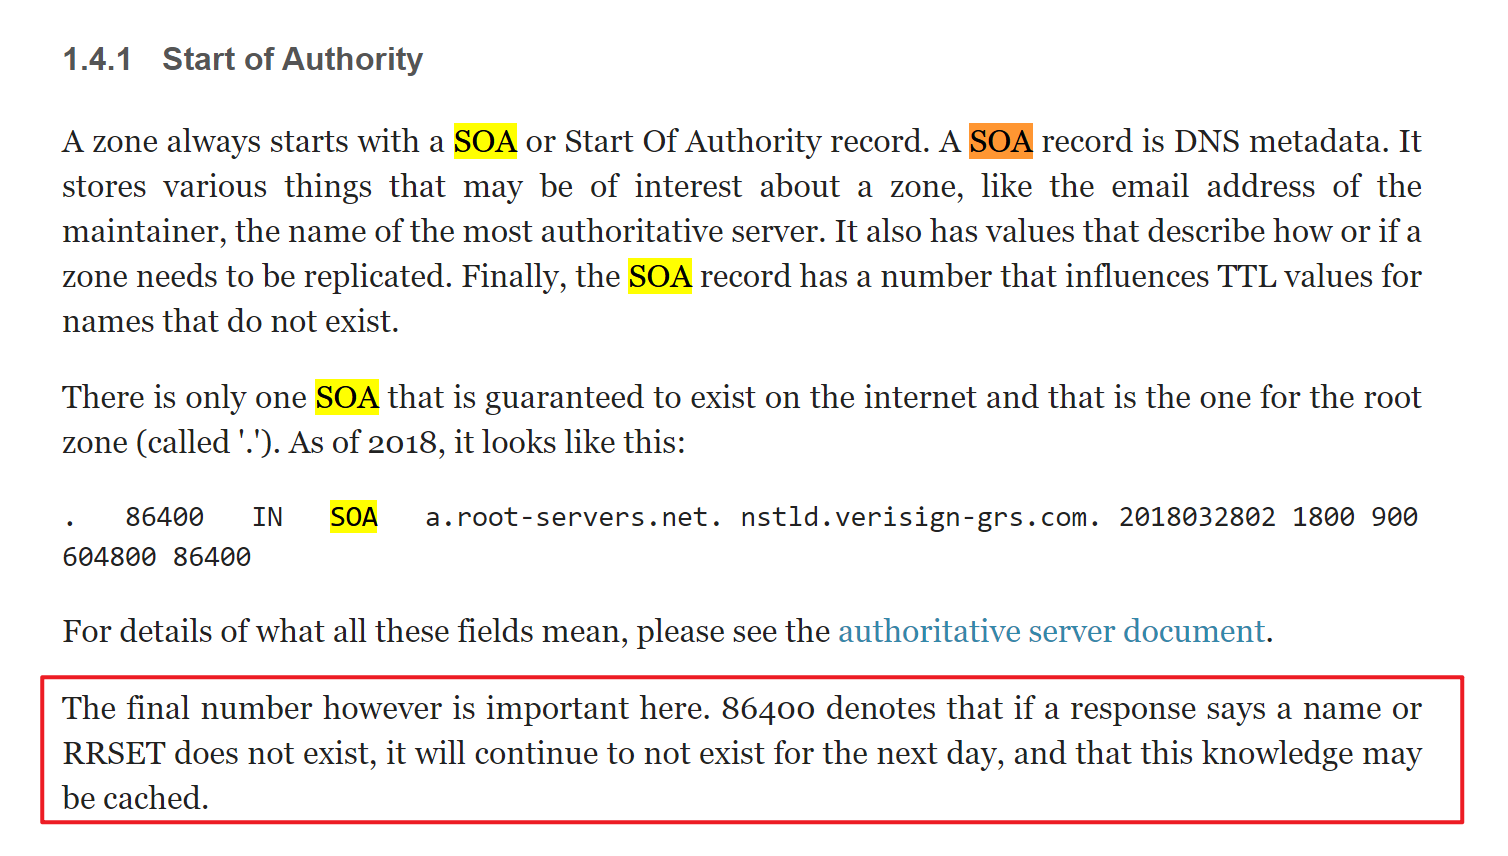 1.4.1 Start of Authority
A zone always starts with a SOA or Start Of Authority record. A SOA record is DNS metadata. It
stores various things that may be of interest about a zone, like the email address of the
maintainer, the name of the most authoritative server. It also has values that describe how or if a
zone needs to be replicated. Finally, the SOA record has a number that influences TTL values for
names that do not exist.
There is only one SOA that is guaranteed to exist on the internet and that is the one for the root
zone (called '.'). As of 2018, it looks like this:
. 86400 IN SOA a.root-servers.net. nstld.verisign-grs.com. 2018032802 1800 900
604800 86400
For details of what all these fields mean, please see the authoritative server document.
The final number however is important here. 86400 denotes that if a response says a name or
RRSET does not exist, it will continue to not exist for the next day, and that this knowledge may
be cached.